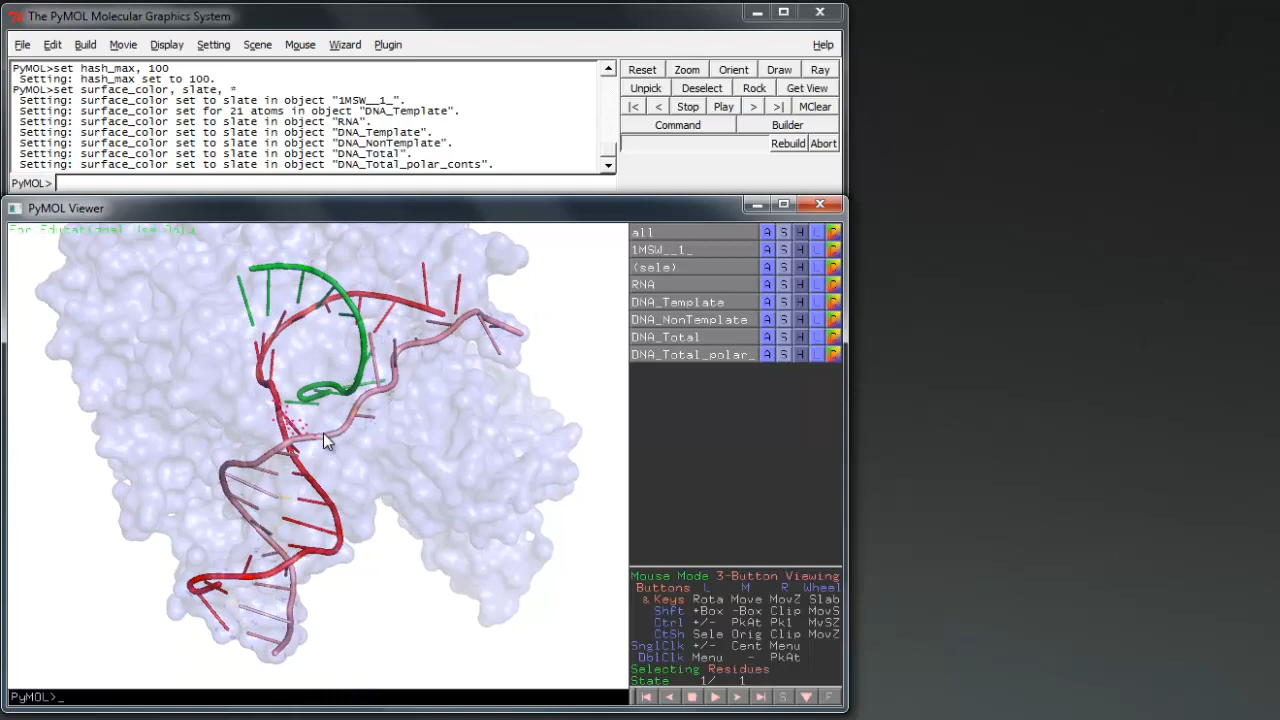 The PyMOL Molecular Graphics System
File Edit Build Movie Display Setting Scene Mouse Wizard Plugin Help
PyMOL>set hash_max, 100
Setting: hash_max set to 100.
PyMOL>set surface_color, slate, *
Setting: surface_color set to slate in object "1MSW__1_".
Setting: surface_color set for 21 atoms in object "DNA_Template".
Setting: surface_color set to slate in object "RNA".
Setting: surface_color set to slate in object "DNA_Template".
Setting: surface_color set to slate in object "DNA_NonTemplate".
Setting: surface_color set to slate in object "DNA_Total".
Setting: surface_color set to slate in object "DNA_Total_polar_conts".
PyMOL>
Reset Zoom Orient Draw Ray
Unpick Deselect Rock Get View
|< < Stop Play > >| MClear
Command Builder
Rebuild Abort
PyMOL Viewer
For Educational Use Only
all A S H L C
1MSW__1_ A S H L C
(sele) A S H L C
RNA A S H L C
DNA_Template A S H L C
DNA_NonTemplate A S H L C
DNA_Total A S H L C
DNA_Total_polar_ A S H L C
Mouse Mode 3-Button Viewing
Buttons L M R Wheel
& Keys Rota Move MovZ Slab
Shft +Box -Box Clip MovS
Ctrl +/- PkAt Pk1 MvSZ
CtSh Sele Orig Clip MovZ
SnglClk +/- Cent Menu
DblClk Menu - PkAt
Selecting Residues
State 1/ 1
PyMOL>_
S F